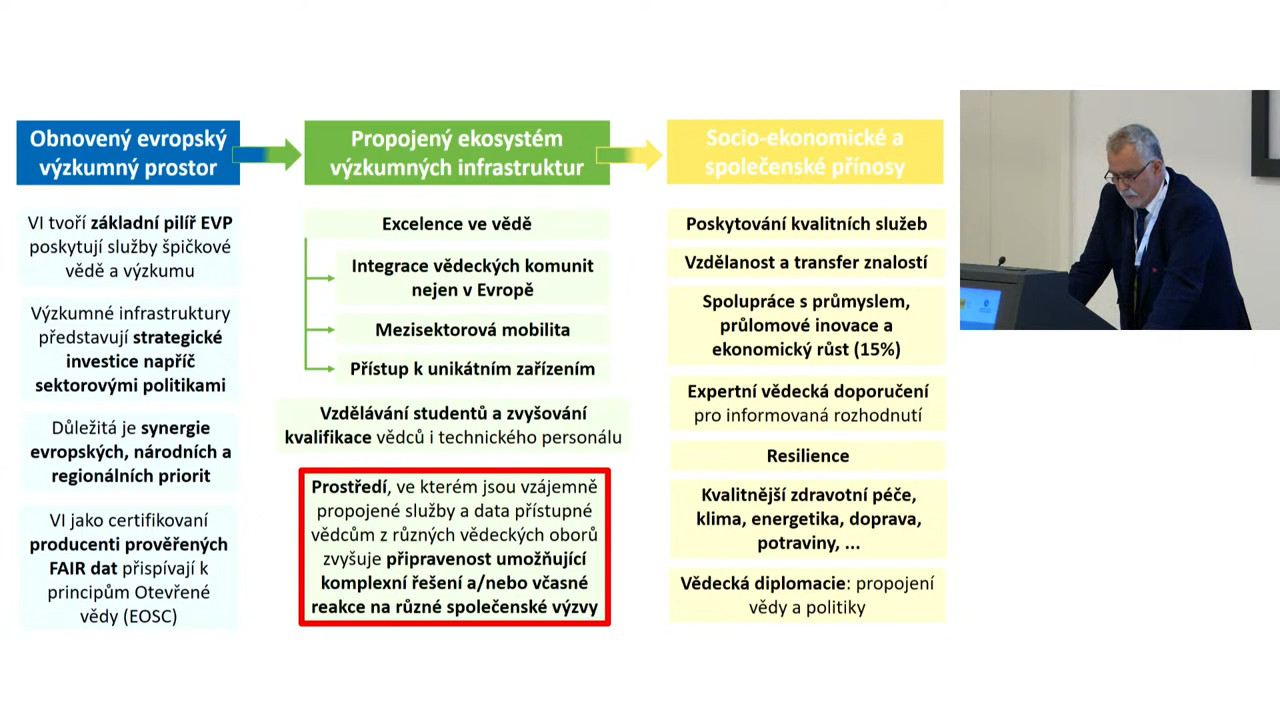 Obnovený evropský
výzkumný prostor
VI tvoří základní pilíř EVP
poskytují služby špičkové
vědě a výzkumu
Výzkumné infrastruktury
představují strategické
investice napříč
sektorovými politikami
Důležitá je synergie
evropských, národních a
regionálních priorit
VI jako certifikovaní
producenti prověřených
FAIR dat přispívají k
principům Otevřené
vědy (EOSC)
Propojený ekosystém
výzkumných infrastruktur
Excelence ve vědě
Integrace vědeckých komunit
nejen v Evropě
Mezisektorová mobilita
Přístup k unikátním zařízením
Vzdělávání studentů a zvyšování
kvalifikace vědců i technického personálu
Prostředí, ve kterém jsou vzájemně
propojené služby a data přístupné
vědcům z různých vědeckých oborů
zvyšuje připravenost umožňující
komplexní řešení a/nebo včasné
reakce na různé společenské výzvy
Socio-ekonomické a
společenské přínosy
Poskytování kvalitních služeb
Vzdělanost a transfer znalostí
Spolupráce s průmyslem,
průlomové inovace a
ekonomický růst (15%)
Expertní vědecká doporučení
pro informovaná rozhodnutí
Resilience
Kvalitnější zdravotní péče,
klima, energetika, doprava,
potraviny, ...
Vědecká diplomacie: propojení
vědy a politiky